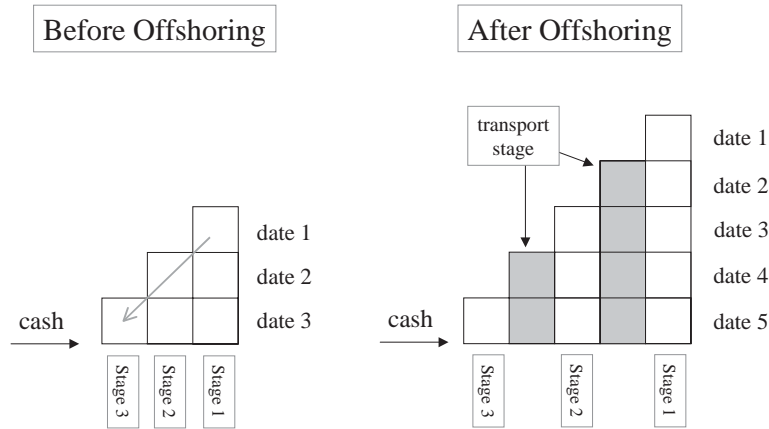 Before Offshoring
date 1
date 2
date 3
cash
Stage 3
Stage 2
Stage 1
After Offshoring
transport
stage
date 1
date 2
date 3
date 4
date 5
cash
Stage 3
Stage 2
Stage 1